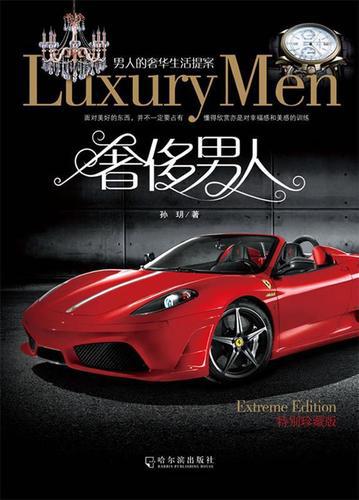 男人的奢华生活提案
Luxury Men
面对美好的东西，并不一定要占有 懂得欣赏亦是对幸福感和美感的训练
奢侈男人
孙玥/著
Extreme Edition
特别珍藏版
哈尔滨出版社
HARBIN PUBLISHING HOUSE